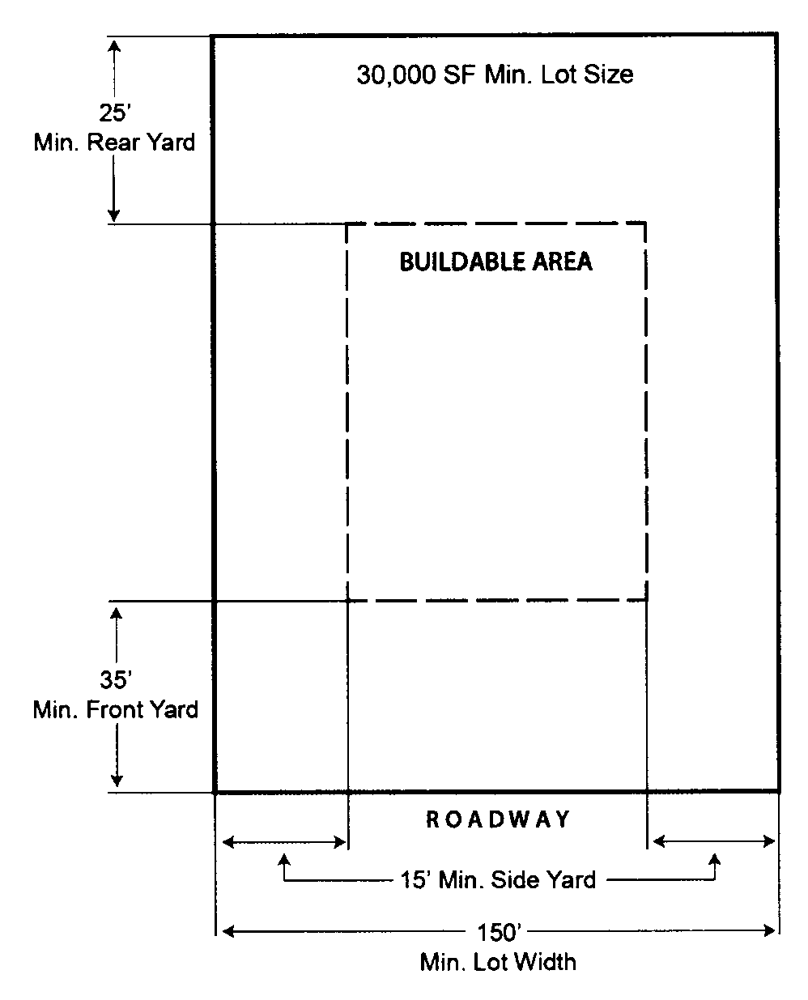 30,000 SF Min. Lot Size
25'
Min. Rear Yard
BUILDABLE AREA
35'
Min. Front Yard
ROADWAY
15' Min. Side Yard
150'
Min. Lot Width